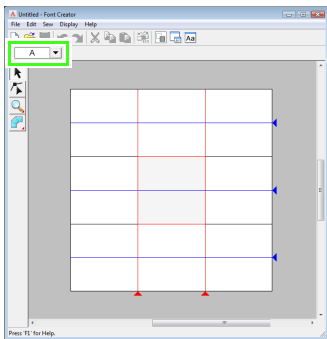 A Untitled - Font Creator
File Edit Sew Display Help
Aa
A
Press 'F1' for Help.